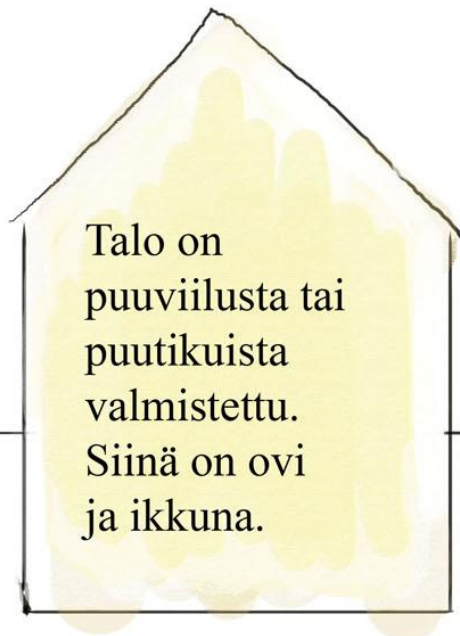 Talo on
puuviilusta tai
puutikuista
valmistettu.
Siinä on ovi
ja ikkuna.